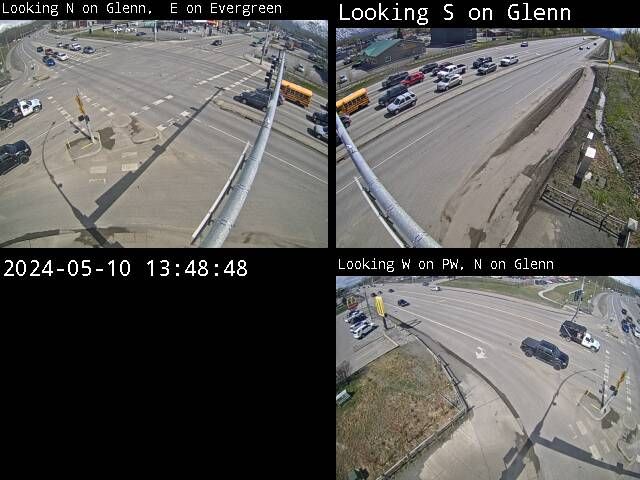 Looking N on Glenn, E on Evergreen
Looking S on Glenn
2024-05-10 13:48:48
Looking W on PW, N on Glenn